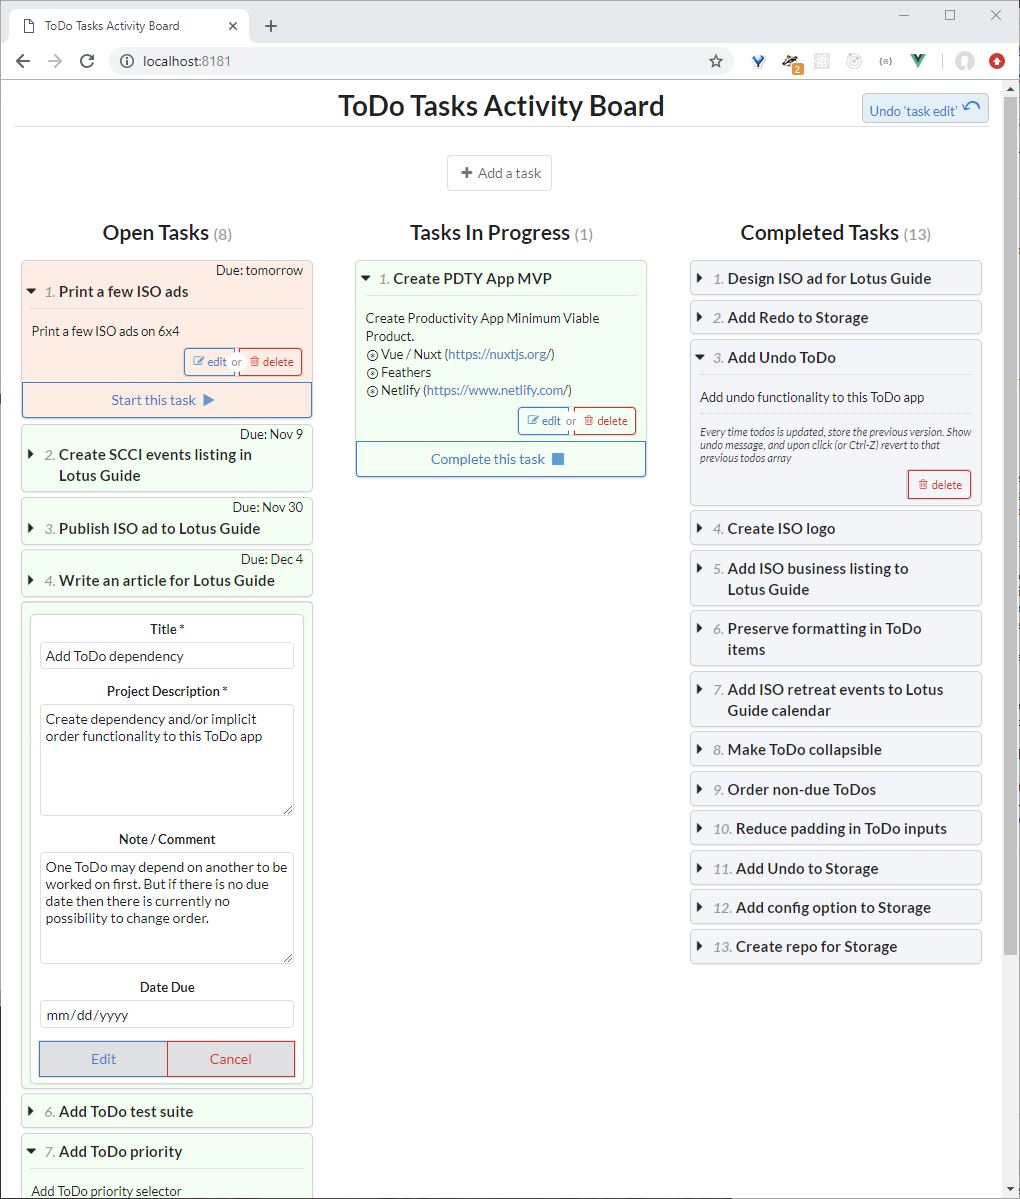 ToDo Tasks Activity Board
localhost:8181
2
ToDo Tasks Activity Board
Undo 'task edit'
Add a task
Open Tasks (8)
Due: tomorrow
1. Print a few ISO ads
Print a few ISO ads on 6x4
edit or delete
Start this task
Due: Nov 9
2. Create SCCI events listing in
Lotus Guide
Due: Nov 30
3. Publish ISO ad to Lotus Guide
Due: Dec 4
4. Write an article for Lotus Guide
Title *
Add ToDo dependency
Project Description *
Create dependency and/or implicit
order functionality to this ToDo app
Note / Comment
One ToDo may depend on another to be
worked on first. But if there is no due
date then there is currently no
possibility to change order.
Date Due
mm/dd/yyyy
Edit Cancel
6. Add ToDo test suite
7. Add ToDo priority
Add ToDo priority selector
Tasks In Progress (1)
1. Create PDTY App MVP
Create Productivity App Minimum Viable
Product.
Vue / Nuxt (https://nuxtjs.org/)
Feathers
Netlify (https://www.netlify.com/)
edit or delete
Complete this task
Completed Tasks (13)
1. Design ISO ad for Lotus Guide
2. Add Redo to Storage
3. Add Undo ToDo
Add undo functionality to this ToDo app
Every time todos is updated, store the previous version. Show
undo message, and upon click (or Ctrl-Z) revert to that
previous todos array
delete
4. Create ISO logo
5. Add ISO business listing to
Lotus Guide
6. Preserve formatting in ToDo
items
7. Add ISO retreat events to Lotus
Guide calendar
8. Make ToDo collapsible
9. Order non-due ToDos
10. Reduce padding in ToDo inputs
11. Add Undo to Storage
12. Add config option to Storage
13. Create repo for Storage